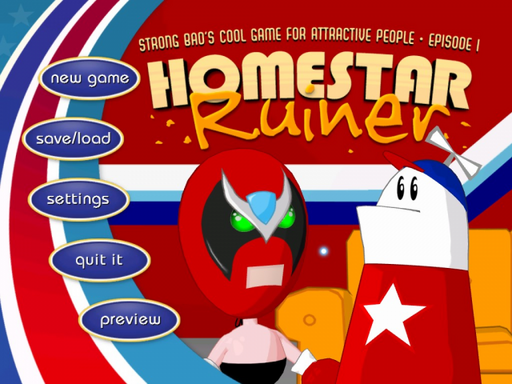 STRONG BAD'S COOL GAME FOR ATTRACTIVE PEOPLE • EPISODE 1
HOMESTAR
Ruiner
new game
save/load
settings
quit it
preview